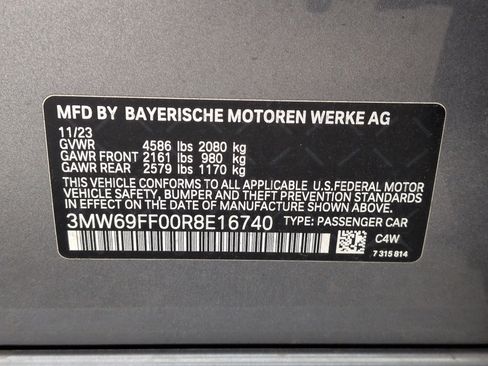 MFD BY BAYERISCHE MOTOREN WERKE AG
11/23
GVWR 4586 lbs 2080 kg
GAWR FRONT 2161 lbs 980 kg
GAWR REAR 2579 lbs 1170 kg
THIS VEHICLE CONFORMS TO ALL APPLICABLE U.S.FEDERAL MOTOR
VEHICLE SAFETY, BUMPER AND THEFT PREVENTION STANDARDS
IN EFFECT ON THE DATE OF MANUFACTURE SHOWN ABOVE.
3MW69FF00R8E16740 TYPE: PASSENGER CAR
C4W
7 315 814